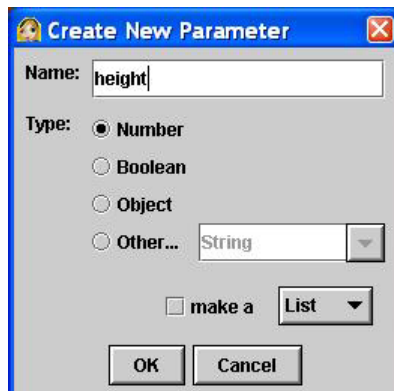 Create New Parameter
Name: height
Type: Number
Boolean
Object
Other... String
make a List
OK Cancel